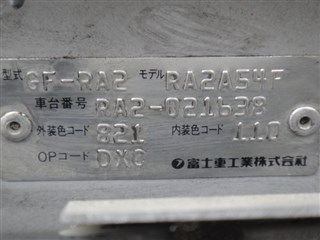 型式 GF-RA2 モデル RA2A54F
車台番号 RA2-021638
外装色コード 821 内装色コード 110
OPコード DXC
富士重工業株式会社